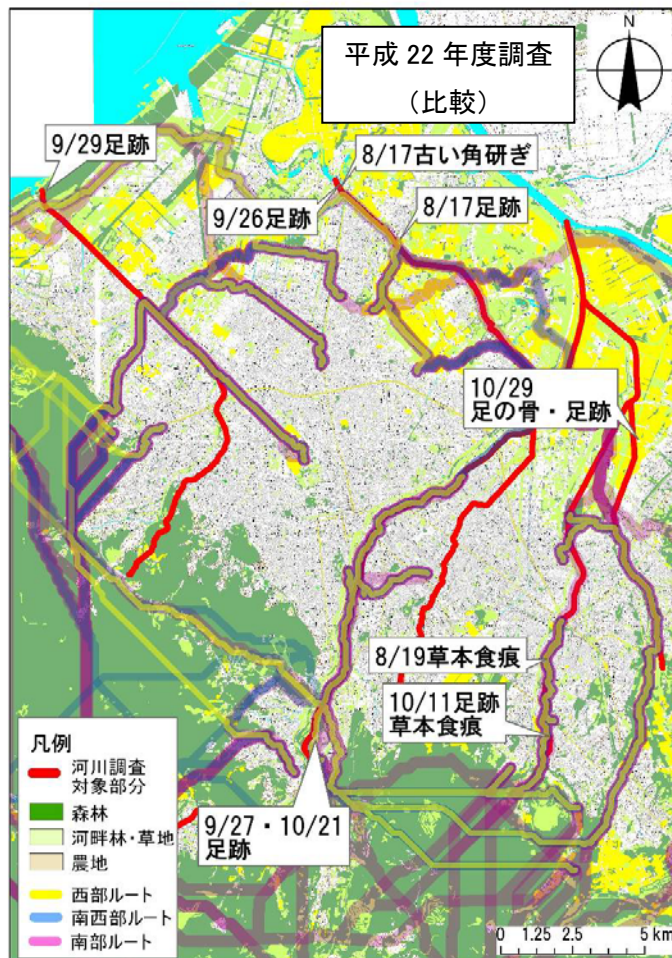 平成 22 年度調査
（比較）
N
9/29足跡
8/17古い角研ぎ
9/26足跡
8/17足跡
10/29
足の骨・足跡
8/19草本食痕
10/11足跡
草本食痕
9/27・10/21
足跡
凡例
河川調査
対象部分
森林
河畔林・草地
農地
西部ルート
南西部ルート
南部ルート
0 1.25 2.5 5 km